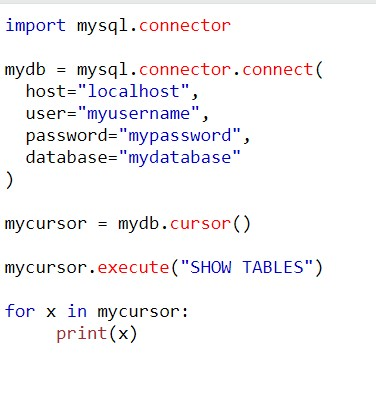 import mysql.connector
mydb = mysql.connector.connect(
  host="localhost",
  user="myusername",
  password="mypassword",
  database="mydatabase"
)
mycursor = mydb.cursor()
mycursor.execute("SHOW TABLES")
for x in mycursor:
     print(x)